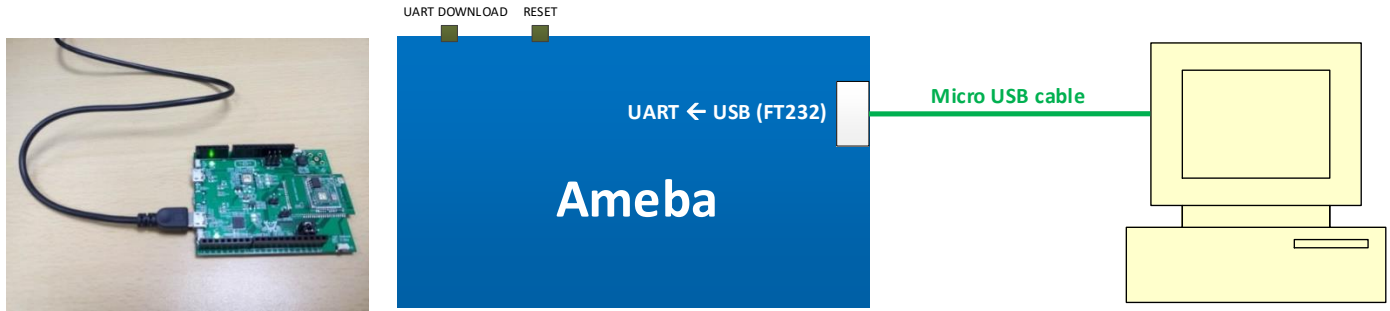 UART DOWNLOAD RESET
Micro USB cable
UART ← USB (FT232)
Ameba